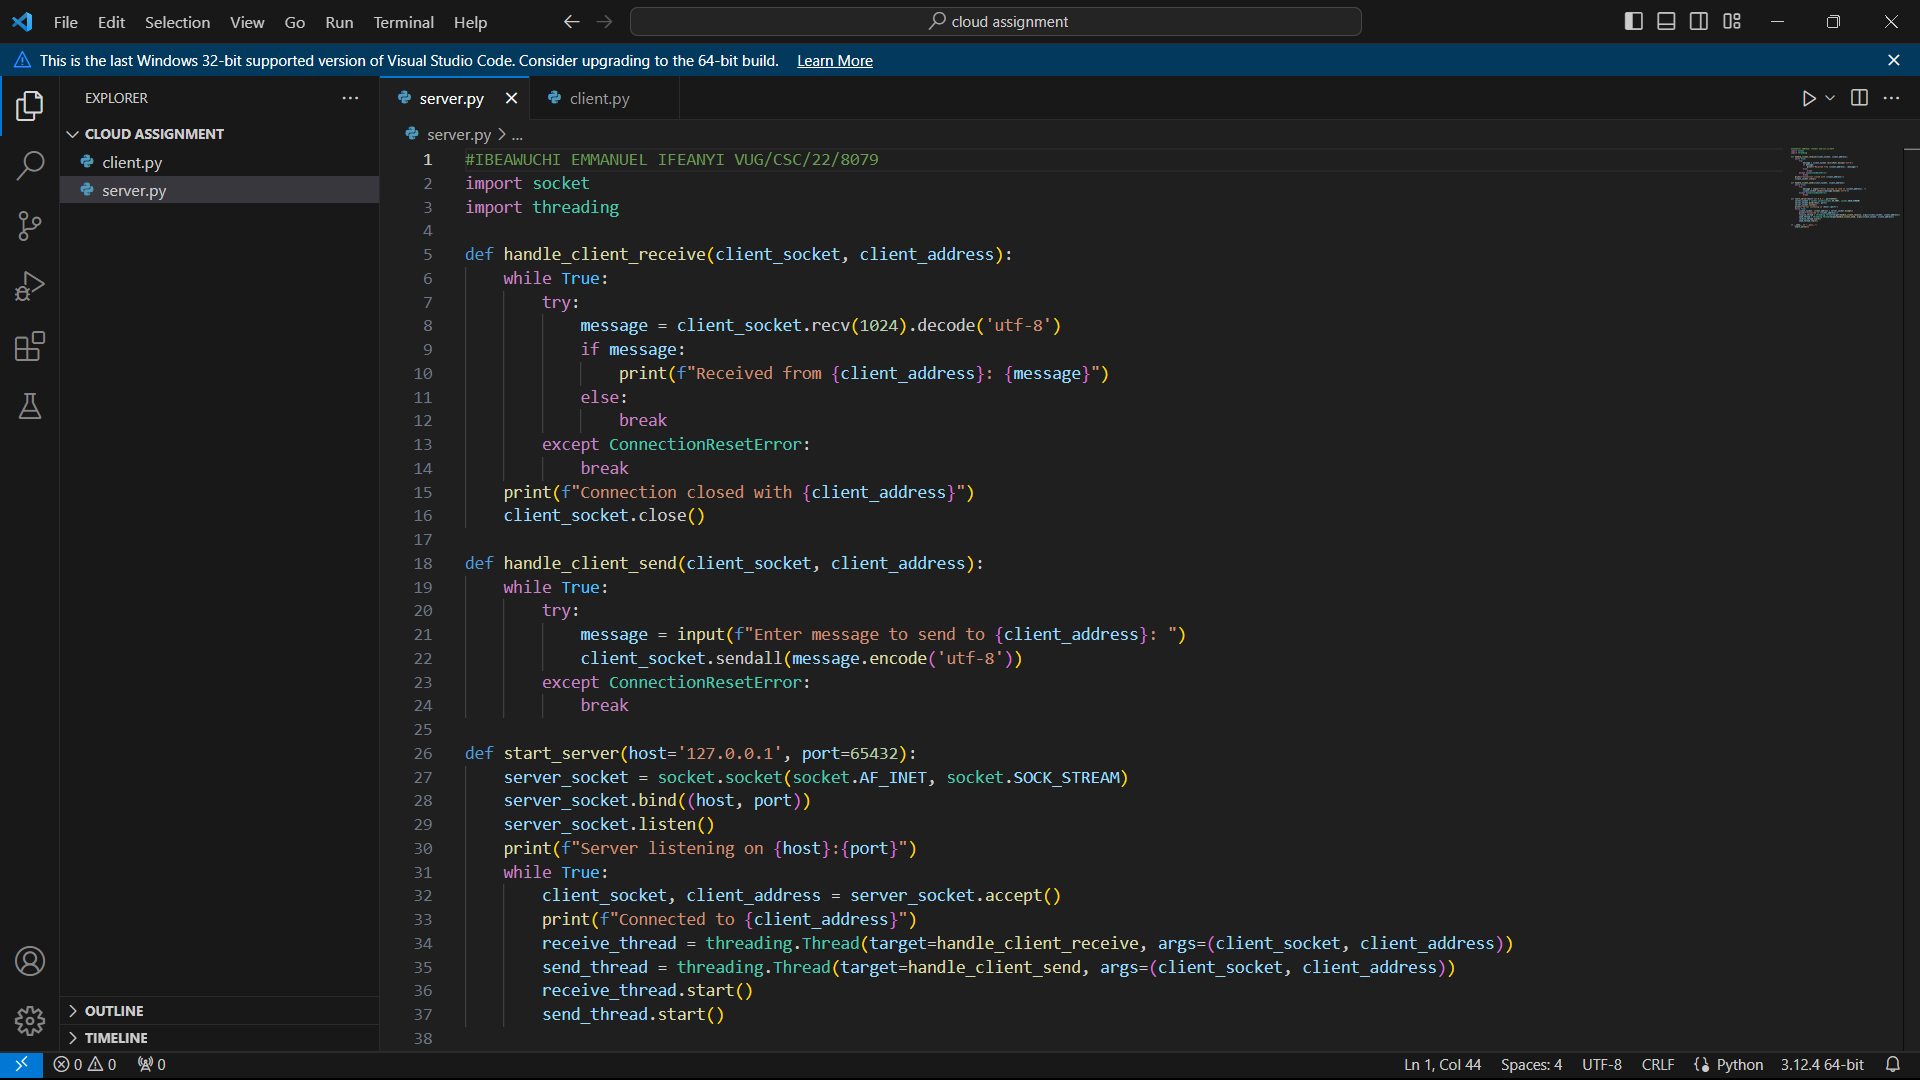 File Edit Selection View Go Run Terminal Help
cloud assignment
This is the last Windows 32-bit supported version of Visual Studio Code. Consider upgrading to the 64-bit build. Learn More
EXPLORER
CLOUD ASSIGNMENT
client.py
server.py
server.py client.py
server.py > ...
1 #IBEAWUCHI EMMANUEL IFEANYI VUG/CSC/22/8079
2 import socket
3 import threading
4
5 def handle_client_receive(client_socket, client_address):
6     while True:
7         try:
8             message = client_socket.recv(1024).decode('utf-8')
9             if message:
10                 print(f"Received from {client_address}: {message}")
11             else:
12                 break
13         except ConnectionResetError:
14             break
15     print(f"Connection closed with {client_address}")
16     client_socket.close()
17
18 def handle_client_send(client_socket, client_address):
19     while True:
20         try:
21             message = input(f"Enter message to send to {client_address}: ")
22             client_socket.sendall(message.encode('utf-8'))
23         except ConnectionResetError:
24             break
25
26 def start_server(host='127.0.0.1', port=65432):
27     server_socket = socket.socket(socket.AF_INET, socket.SOCK_STREAM)
28     server_socket.bind((host, port))
29     server_socket.listen()
30     print(f"Server listening on {host}:{port}")
31     while True:
32         client_socket, client_address = server_socket.accept()
33         print(f"Connected to {client_address}")
34         receive_thread = threading.Thread(target=handle_client_receive, args=(client_socket, client_address))
35         send_thread = threading.Thread(target=handle_client_send, args=(client_socket, client_address))
36         receive_thread.start()
37         send_thread.start()
38
OUTLINE
TIMELINE
0 0 0
Ln 1, Col 44 Spaces: 4 UTF-8 CRLF Python 3.12.4 64-bit